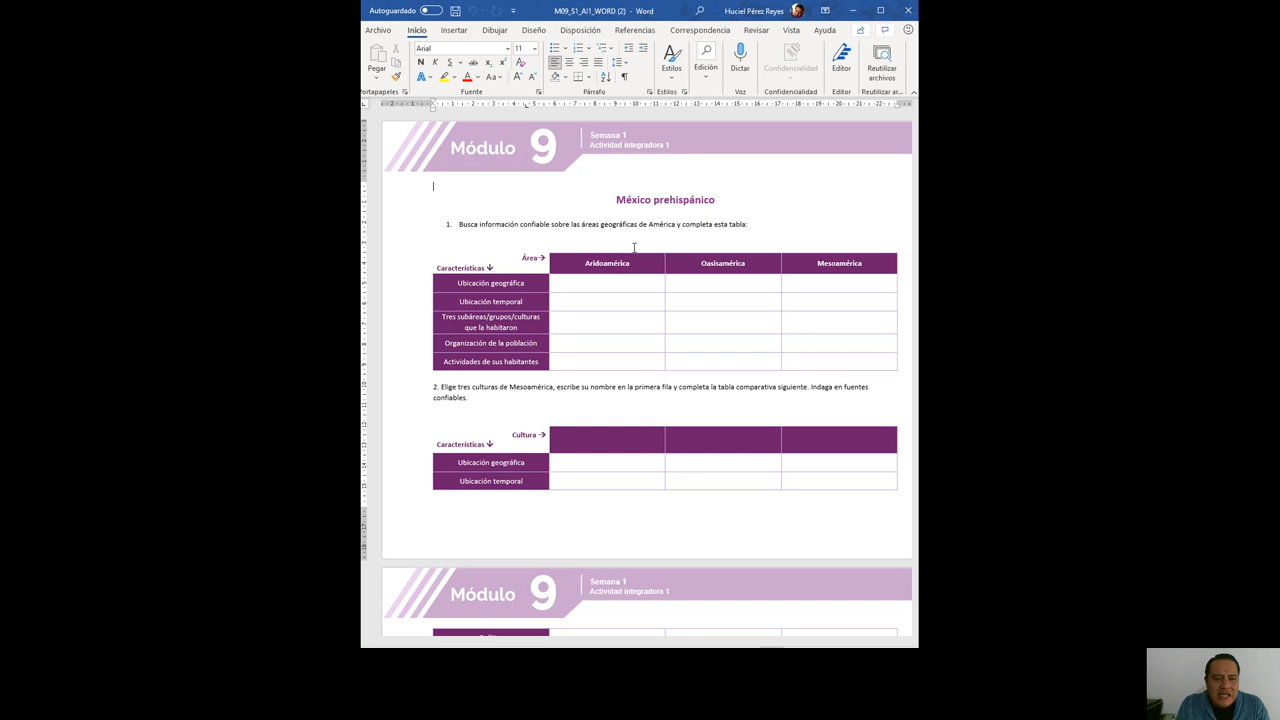 Autoguardado
M09_S1_AI1_WORD (2) - Word
Huciel Pérez Reyes
Archivo Inicio Insertar Dibujar Diseño Disposición Referencias Correspondencia Revisar Vista Ayuda
Arial 11
Pegar
N K S ab x₂ x²
A A Aa A A
Edición
Estilos
Dictar
Confidencialidad
Editor
Reutilizar archivos
Portapapeles Fuente Párrafo Estilos Voz Confidencialidad Editor Reutilizar ar...
Módulo 9
Semana 1
Actividad integradora 1
México prehispánico
1. Busca información confiable sobre las áreas geográficas de América y completa esta tabla:
Área→
Características ↓
Aridoamérica Oasisamérica Mesoamérica
Ubicación geográfica
Ubicación temporal
Tres subáreas/grupos/culturas
que la habitaron
Organización de la población
Actividades de sus habitantes
2. Elige tres culturas de Mesoamérica, escribe su nombre en la primera fila y completa la tabla comparativa siguiente. Indaga en fuentes
confiables.
Cultura →
Características ↓
Ubicación geográfica
Ubicación temporal
Módulo 9
Semana 1
Actividad integradora 1